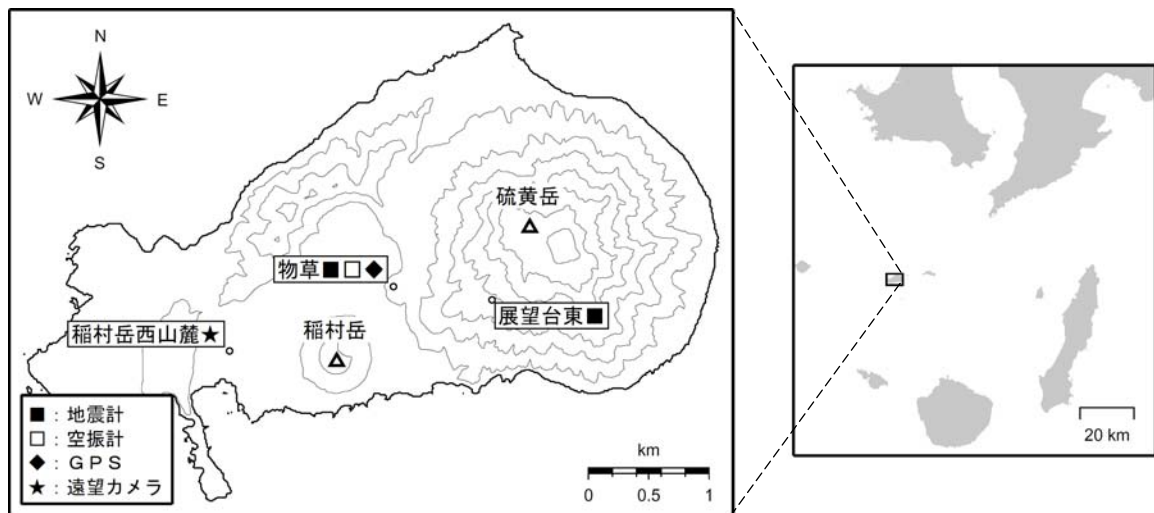 N
W E
S
硫黄岳
物草■□◆
展望台東■
稲村岳西山麓★
稲村岳
■：地震計
□：空振計
◆：ＧＰＳ
★：遠望カメラ
km
0 0.5 1
20 km